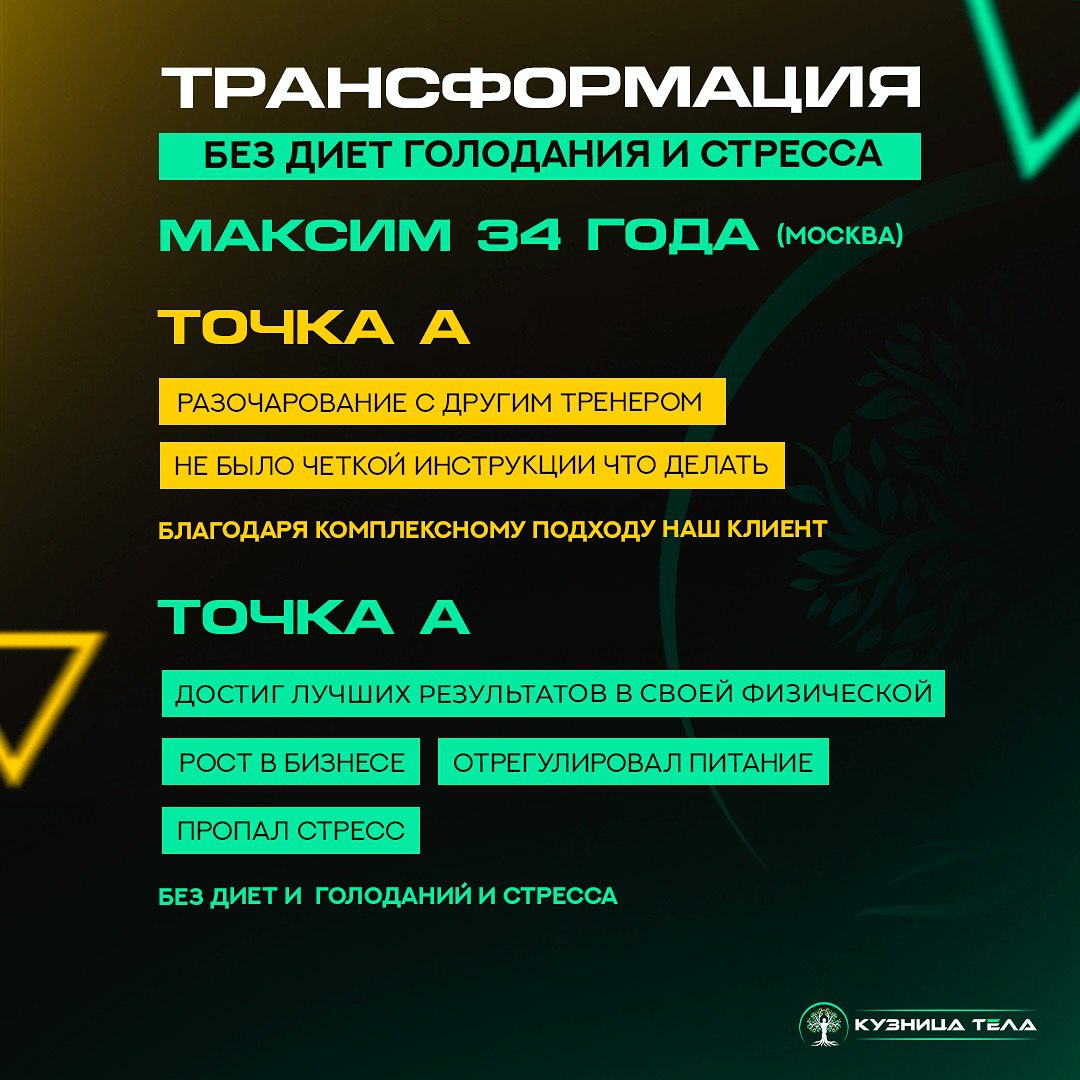 ТРАНСФОРМАЦИЯ
БЕЗ ДИЕТ ГОЛОДАНИЯ И СТРЕССА
МАКСИМ 34 ГОДА (МОСКВА)
ТОЧКА А
РАЗОЧАРОВАНИЕ С ДРУГИМ ТРЕНЕРОМ
НЕ БЫЛО ЧЕТКОЙ ИНСТРУКЦИИ ЧТО ДЕЛАТЬ
БЛАГОДАРЯ КОМПЛЕКСНОМУ ПОДХОДУ НАШ КЛИЕНТ
ТОЧКА А
ДОСТИГ ЛУЧШИХ РЕЗУЛЬТАТОВ В СВОЕЙ ФИЗИЧЕСКОЙ
РОСТ В БИЗНЕСЕ ОТРЕГУЛИРОВАЛ ПИТАНИЕ
ПРОПАЛ СТРЕСС
БЕЗ ДИЕТ И ГОЛОДАНИЙ И СТРЕССА
КУЗНИЦА ТЕЛА